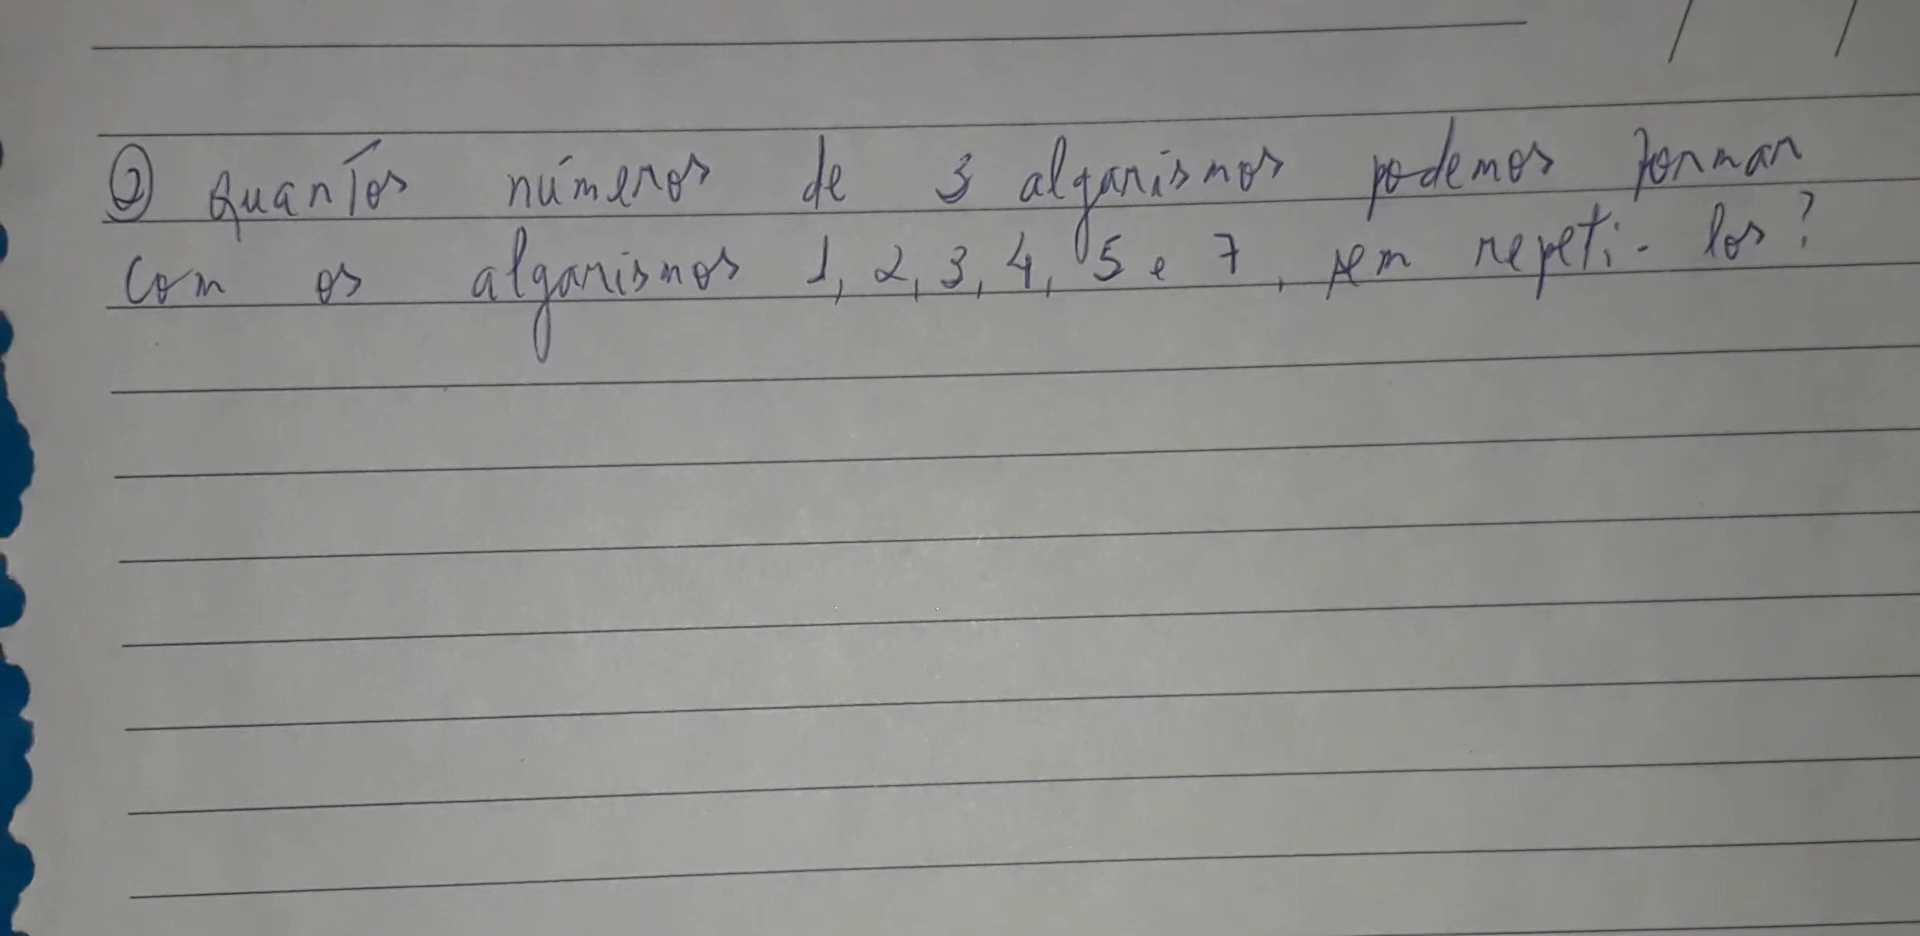 ② Quantos números de 3 algarismos podemos formar
com os algarismos 1, 2, 3, 4, 5 e 7, sem repeti-los?